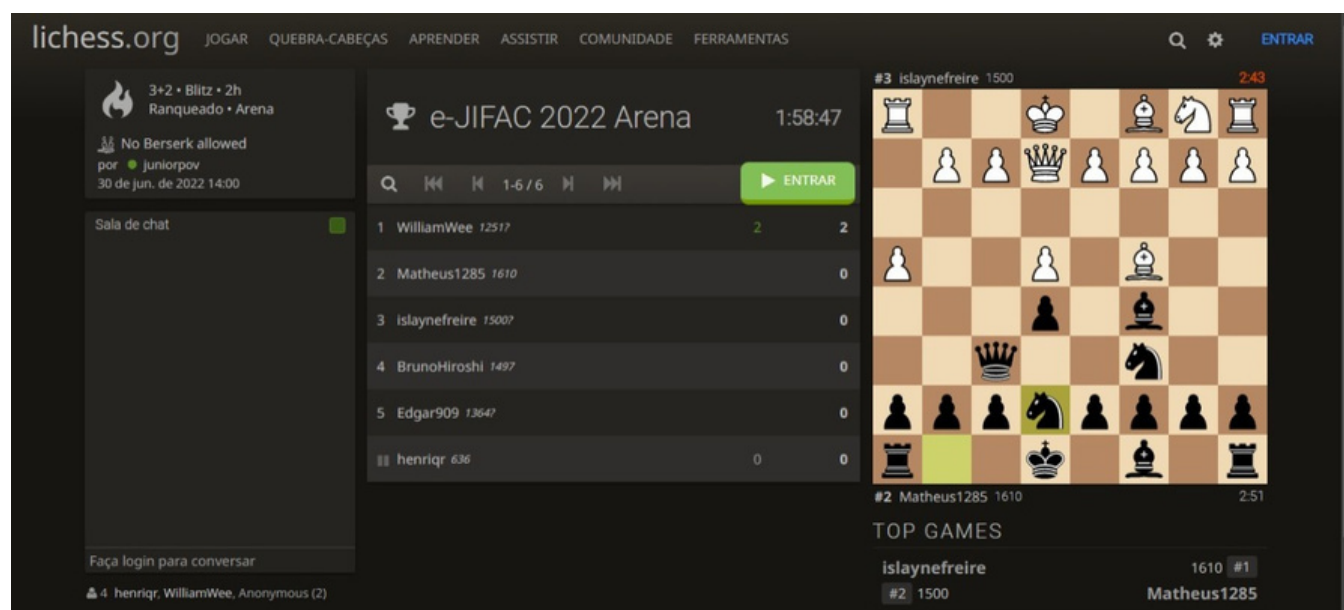 lichess.org JOGAR QUEBRA-CABEÇAS APRENDER ASSISTIR COMUNIDADE FERRAMENTAS ENTRAR
3+2 • Blitz • 2h
Ranqueado • Arena
No Berserk allowed
por juniorpov
30 de jun. de 2022 14:00
Sala de chat
Faça login para conversar
4 henriqr, WilliamWee, Anonymous (2)
e-JIFAC 2022 Arena 1:58:47
1-6 / 6 ENTRAR
1 WilliamWee 1251? 2 2
2 Matheus1285 1610 0
3 islaynefreire 1500? 0
4 BrunoHiroshi 1497 0
5 Edgar909 1364? 0
henriqr 636 0 0
#3 islaynefreire 1500 2:43
#2 Matheus1285 1610 2:51
TOP GAMES
islaynefreire 1610 #1
#2 1500 Matheus1285